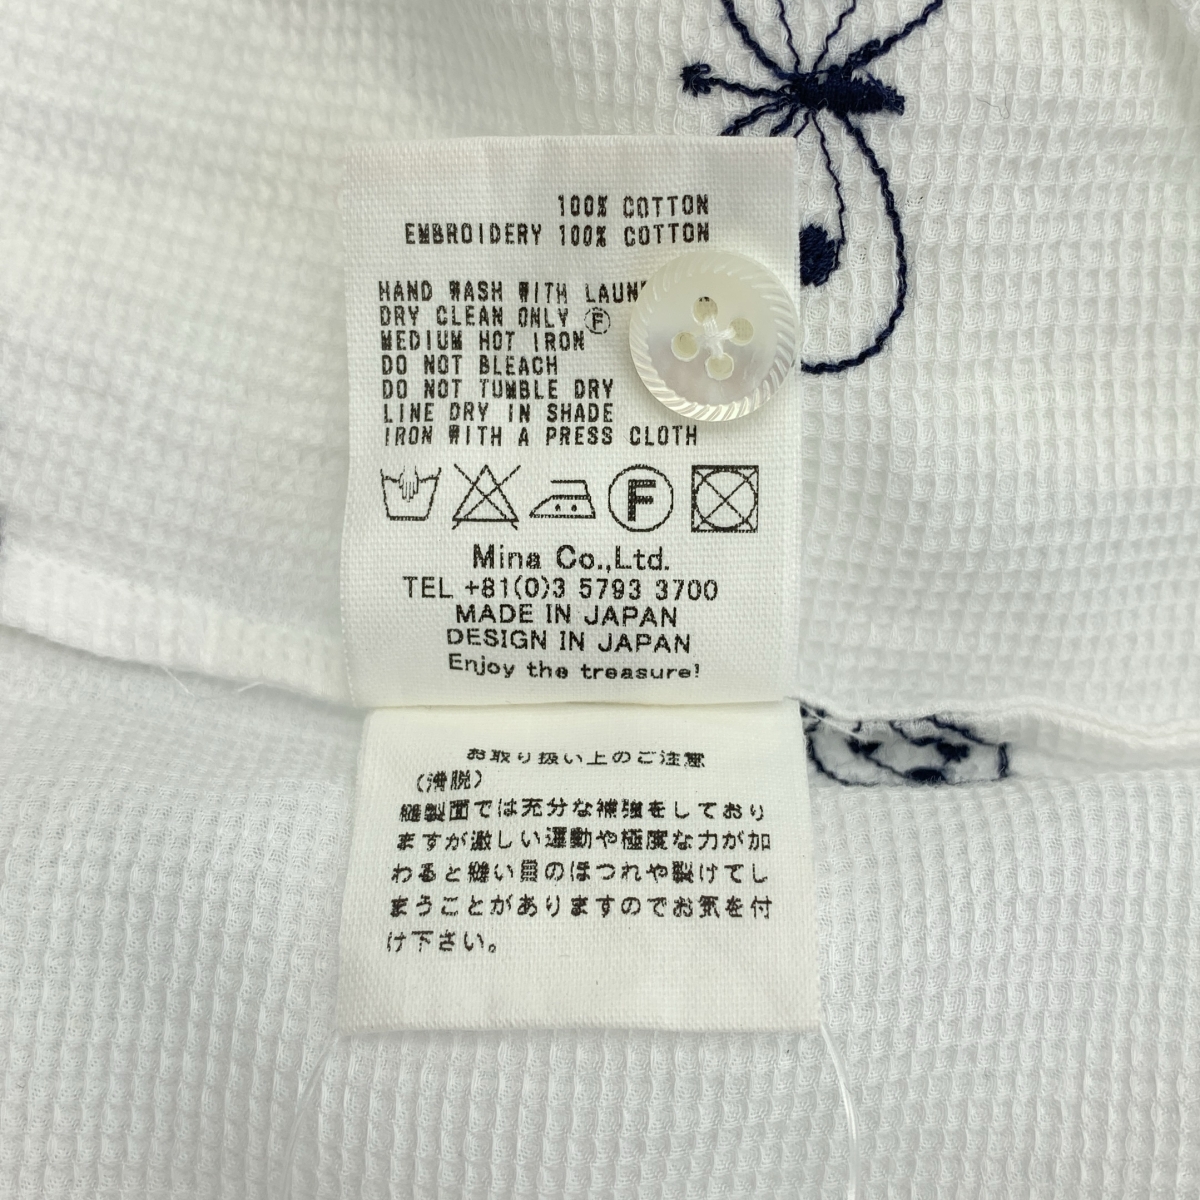 100% COTTON
EMBROIDERY 100% COTTON
HAND WASH WITH
DRY CLEAN ONLY Ⓕ
MEDIUM HOT IRON
DO NOT BLEACH
DO NOT TUMBLE DRY
LINE DRY IN SHADE
IRON WITH A PRESS CLOTH
F
Mina Co.,Ltd.
TEL +81(0)3 5793 3700
MADE IN JAPAN
DESIGN IN JAPAN
Enjoy the treasure!
お取り扱い上のご注意
(滑脱)
縫製面では充分な補強をしており
ますが激しい運動や極度な力が加
わると縫い目のほつれや裂けてし
まうことがありますのでお気を付
け下さい。